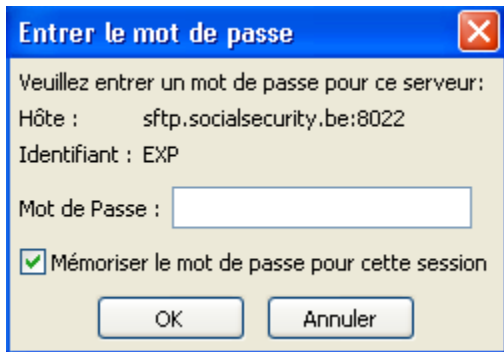 Entrer le mot de passe
Veuillez entrer un mot de passe pour ce serveur:
Hôte : sftp.socialsecurity.be:8022
Identifiant : EXP
Mot de Passe :
Mémoriser le mot de passe pour cette session
OK Annuler